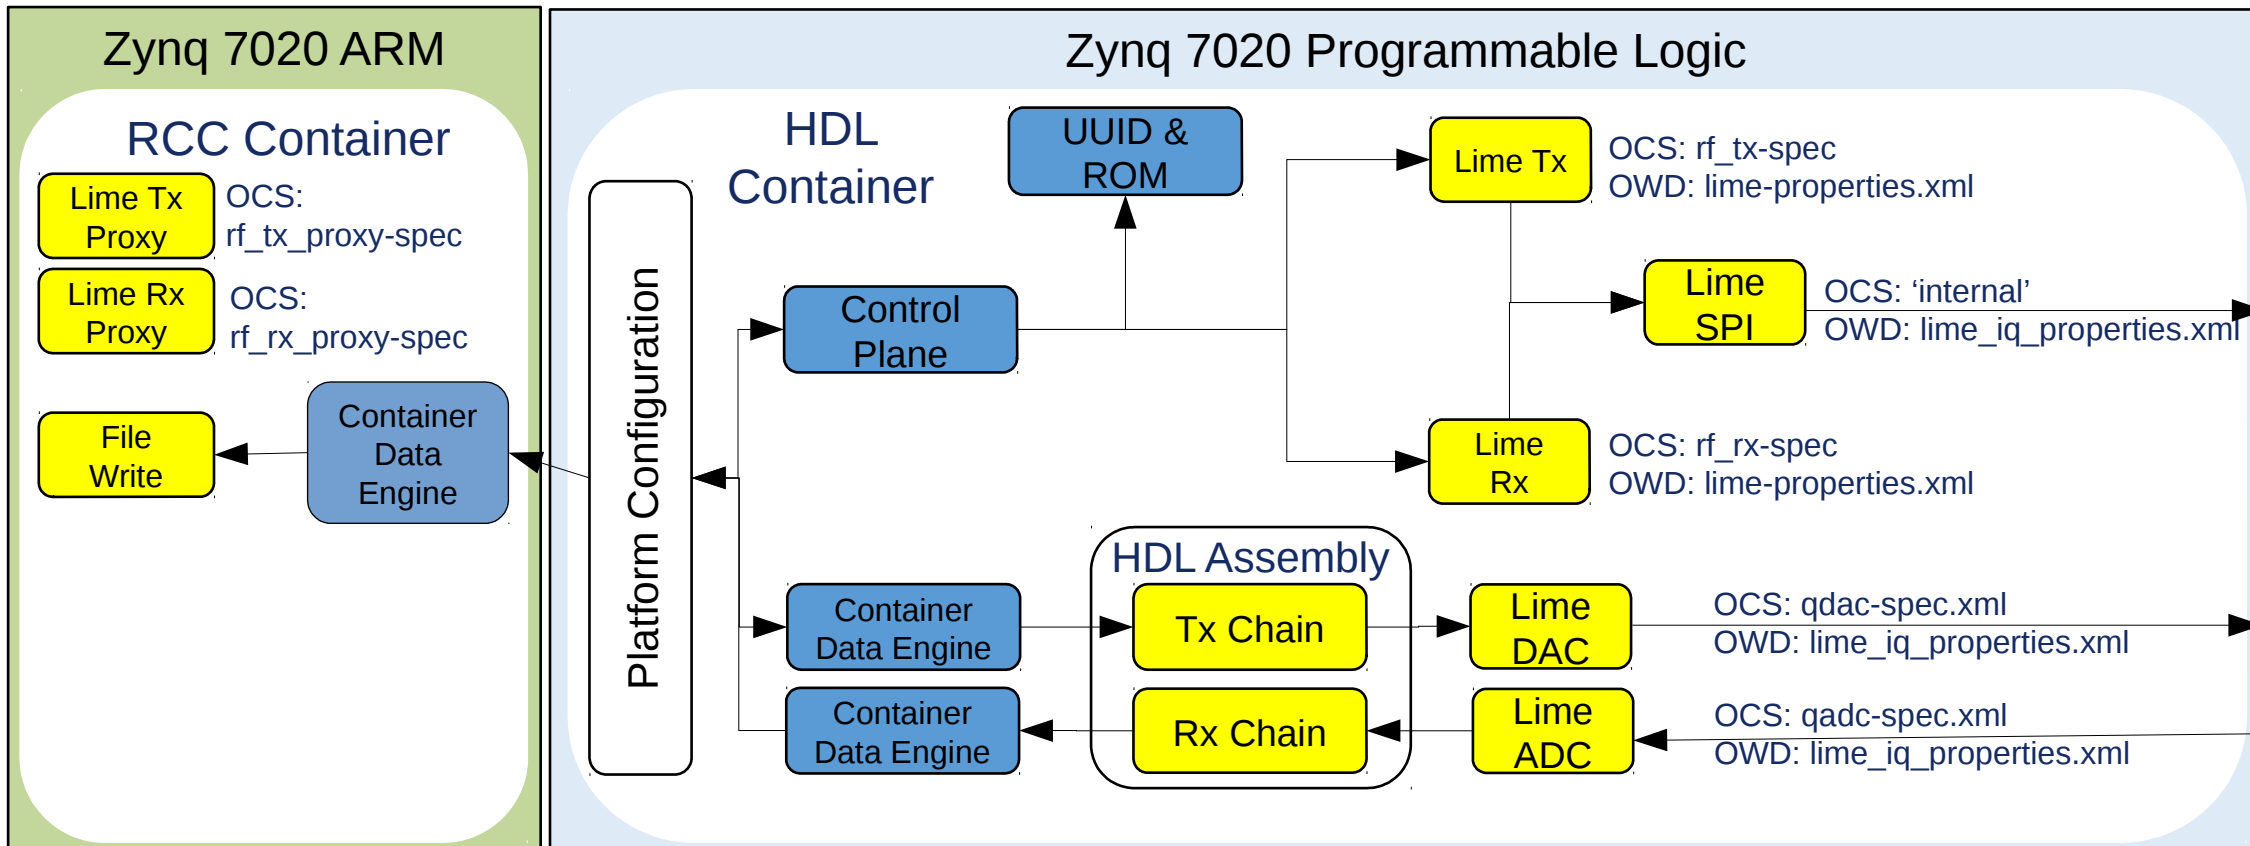 Zynq 7020 ARM
RCC Container
Lime Tx
Proxy
OCS:
rf_tx_proxy-spec
Lime Rx
Proxy
OCS:
rf_rx_proxy-spec
File
Write
Container
Data
Engine
Zynq 7020 Programmable Logic
HDL
Container
Platform Configuration
UUID &
ROM
Control
Plane
Lime Tx
OCS: rf_tx-spec
OWD: lime-properties.xml
Lime
SPI
OCS: ‘internal’
OWD: lime_iq_properties.xml
Lime
Rx
OCS: rf_rx-spec
OWD: lime-properties.xml
HDL Assembly
Container
Data Engine
Tx Chain
Lime
DAC
OCS: qdac-spec.xml
OWD: lime_iq_properties.xml
Container
Data Engine
Rx Chain
Lime
ADC
OCS: qadc-spec.xml
OWD: lime_iq_properties.xml